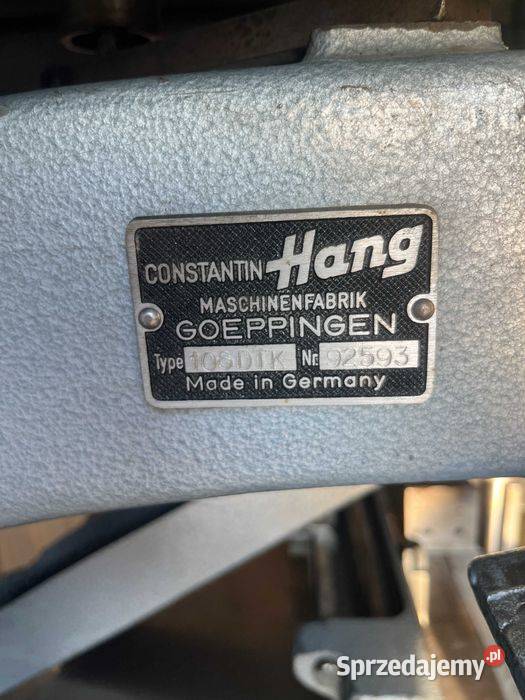 CONSTANTIN Hang
MASCHINENFABRIK
GOEPPINGEN
Type 108DTK Nr. 92593
Made in Germany
Sprzedajemy.pl